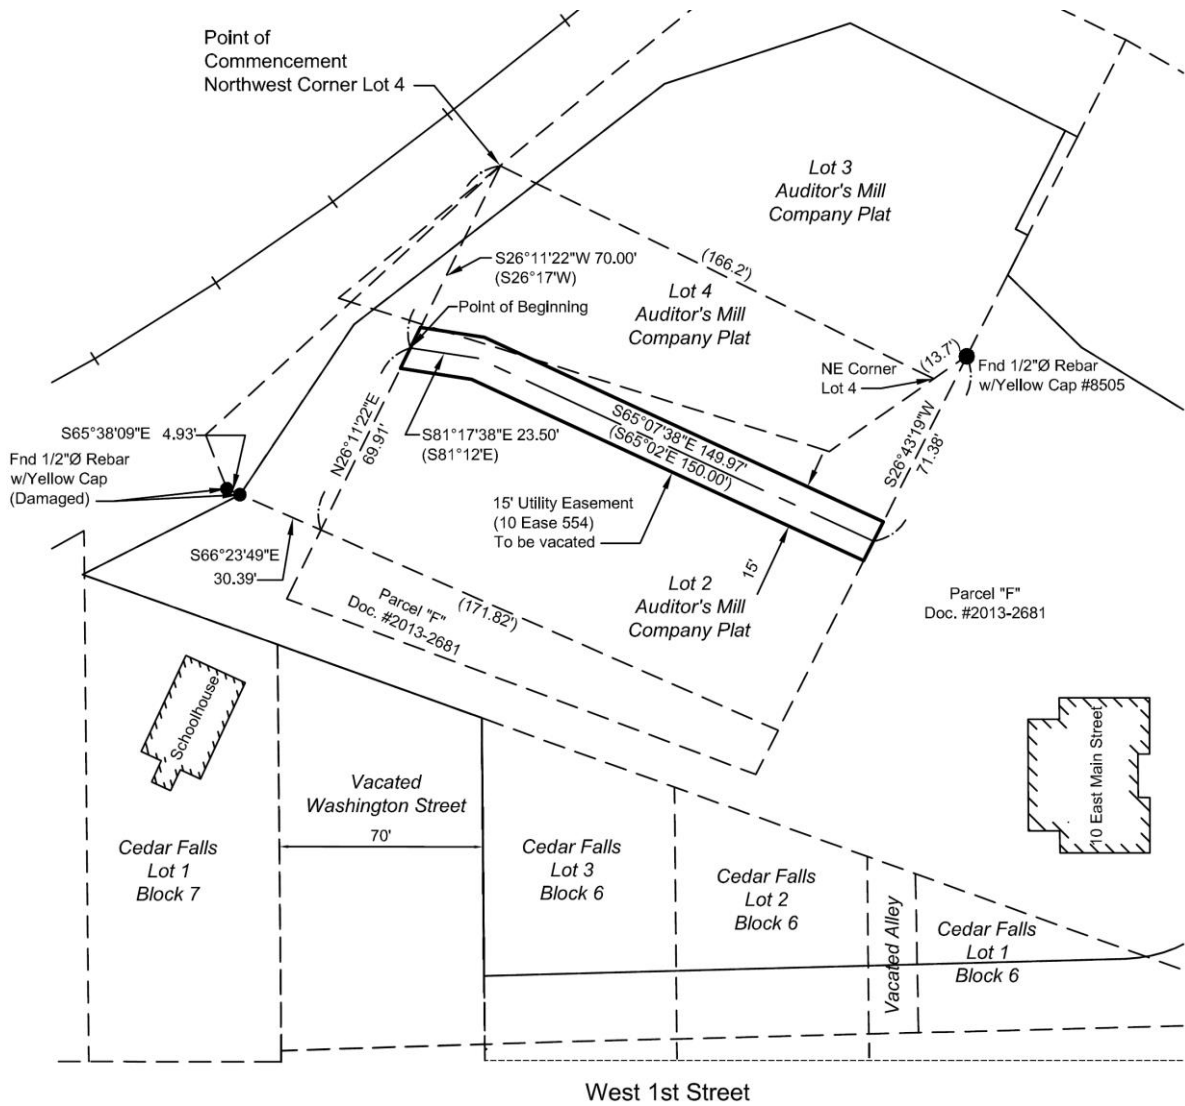 Point of
Commencement
Northwest Corner Lot 4
Lot 3
Auditor's Mill
Company Plat
S26°11'22"W 70.00'
(S26°17'W)
(166.2')
Lot 4
Auditor's Mill
Company Plat
Point of Beginning
(13.7')
NE Corner
Lot 4
Fnd 1/2"Ø Rebar
w/Yellow Cap #8505
S65°38'09"E 4.93'
Fnd 1/2"Ø Rebar
w/Yellow Cap
(Damaged)
N26°11'22"E
69.91'
S81°17'38"E 23.50'
(S81°12'E)
S65°07'38"E 149.97'
(S65°02'E 150.00')
S26°43'19"W
71.38'
15' Utility Easement
(10 Ease 554)
To be vacated
S66°23'49"E
30.39'
15'
Lot 2
Auditor's Mill
Company Plat
Parcel "F"
Doc. #2013-2681
(171.82')
Parcel "F"
Doc. #2013-2681
Schoolhouse
10 East Main Street
Vacated
Washington Street
70'
Cedar Falls
Lot 1
Block 7
Cedar Falls
Lot 3
Block 6
Cedar Falls
Lot 2
Block 6
Vacated Alley
Cedar Falls
Lot 1
Block 6
West 1st Street